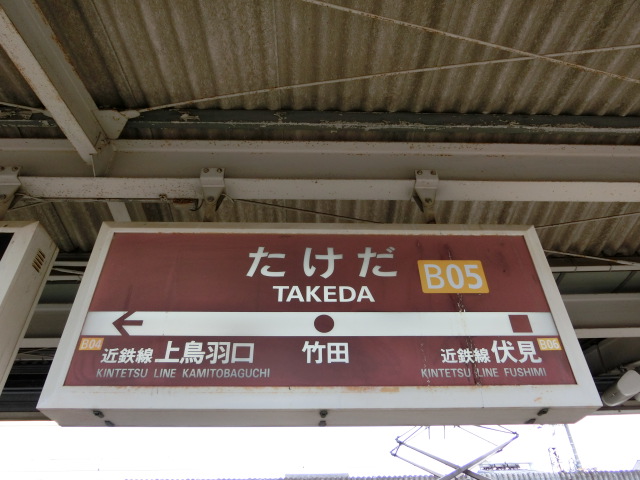 たけだ
TAKEDA
B05
B04
近鉄線 上鳥羽口
KINTETSU LINE KAMITOBAGUCHI
竹田
近鉄線 伏見
B06
KINTETSU LINE FUSHIMI